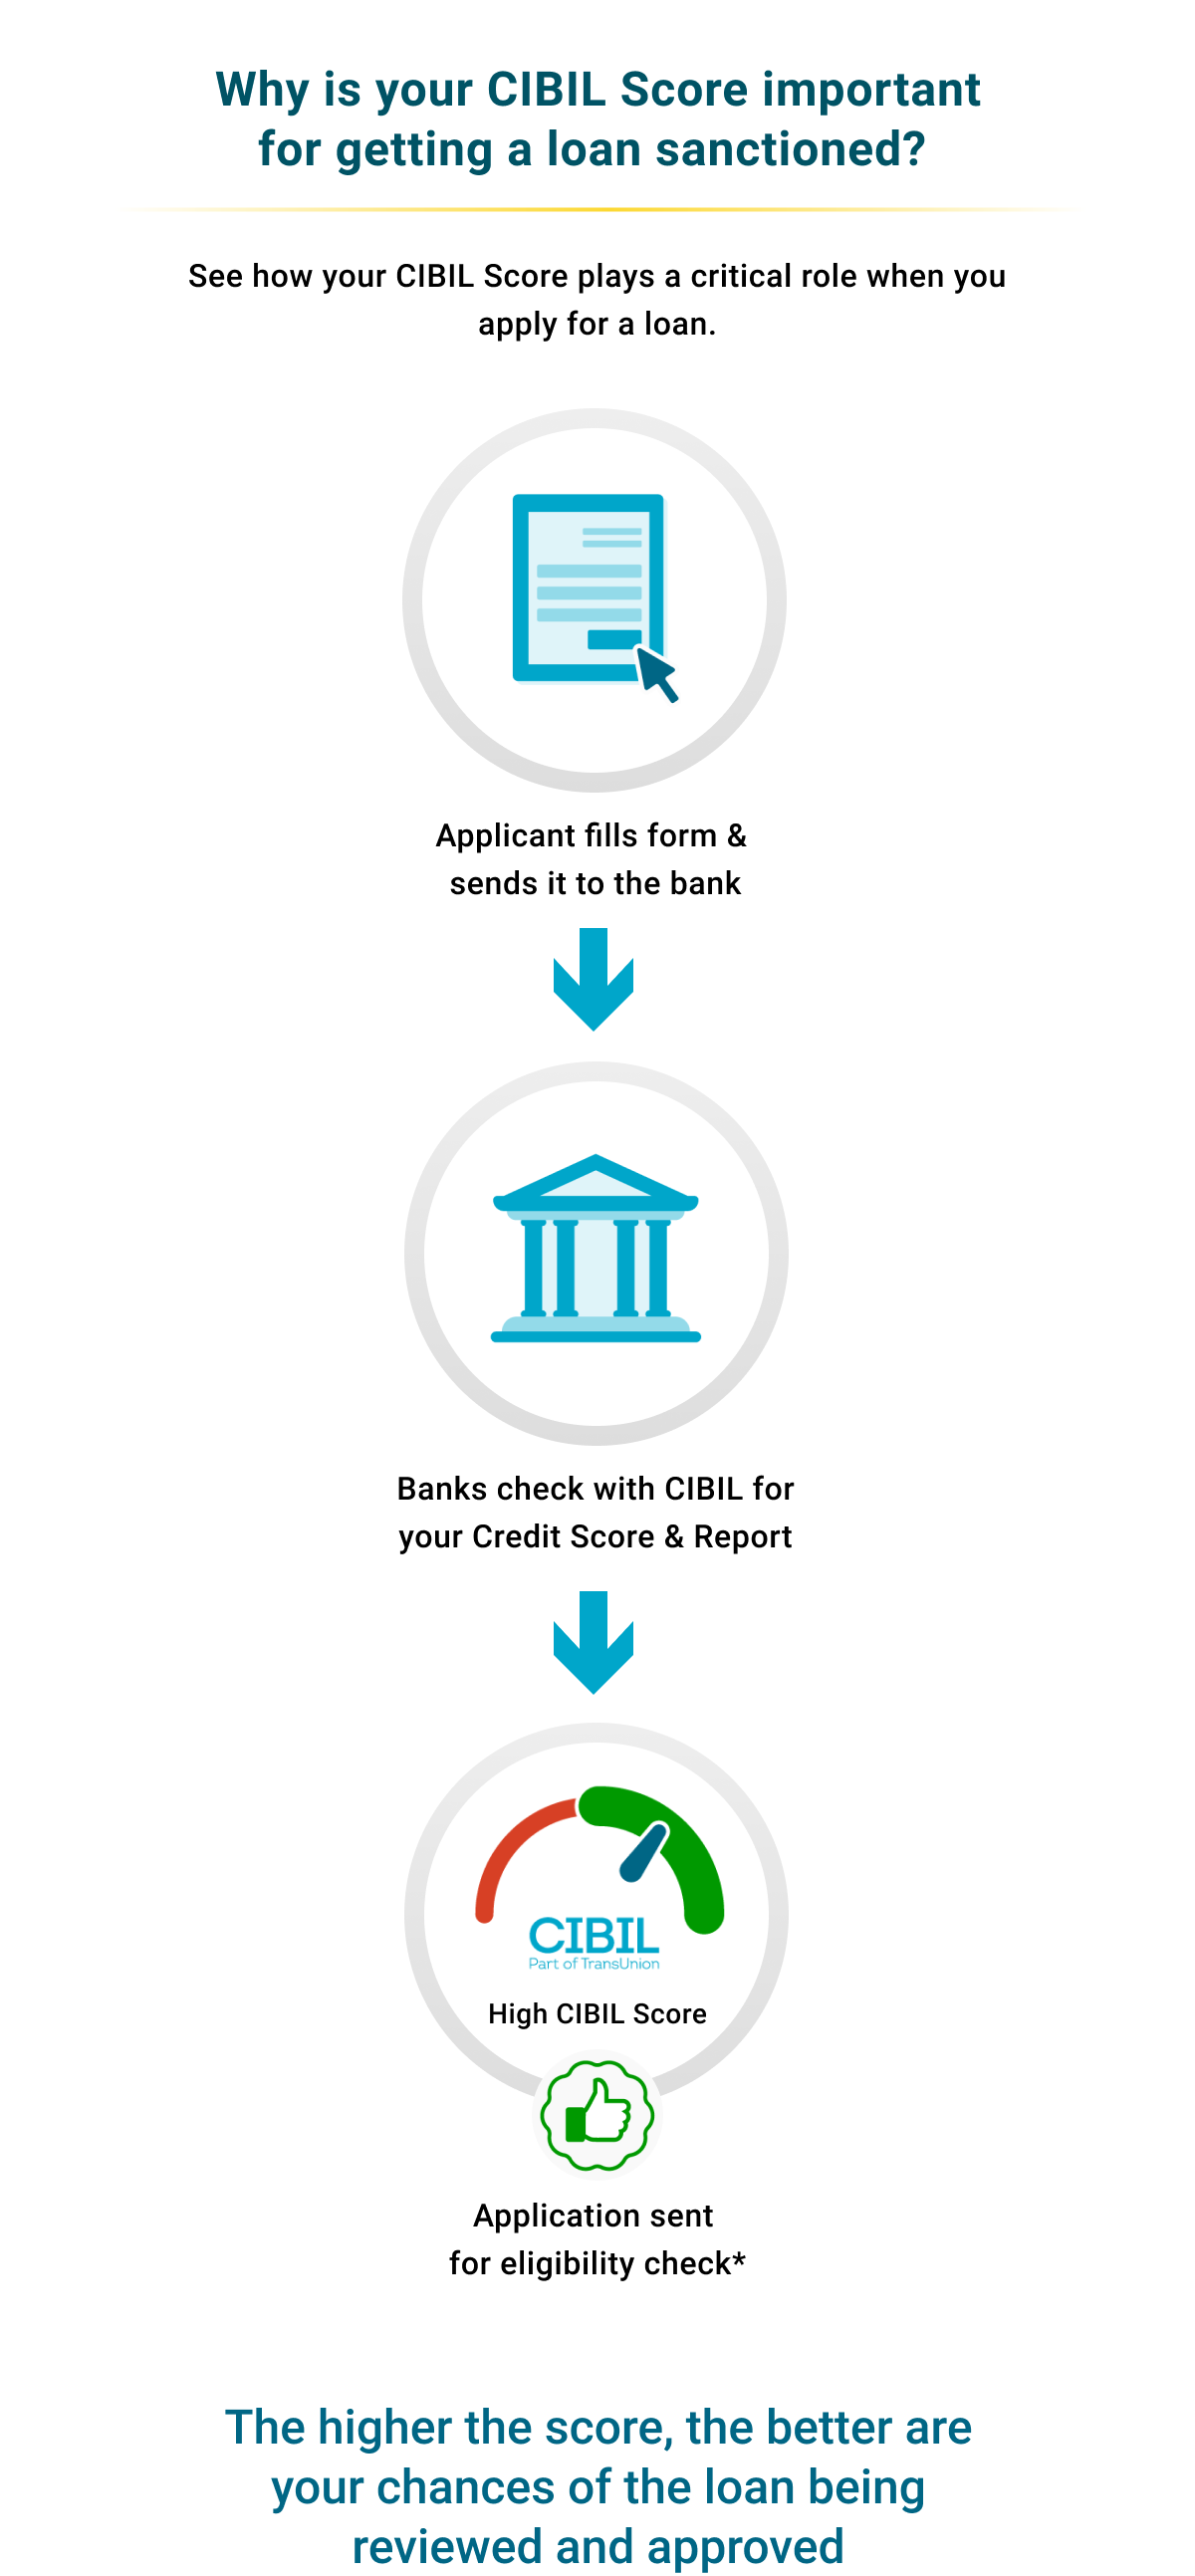 Why is your CIBIL Score important
for getting a loan sanctioned?
See how your CIBIL Score plays a critical role when you
apply for a loan.
Applicant fills form &
sends it to the bank
Banks check with CIBIL for
your Credit Score & Report
CIBIL
Part of TransUnion
High CIBIL Score
Application sent
for eligibility check*
The higher the score, the better are
your chances of the loan being
reviewed and approved